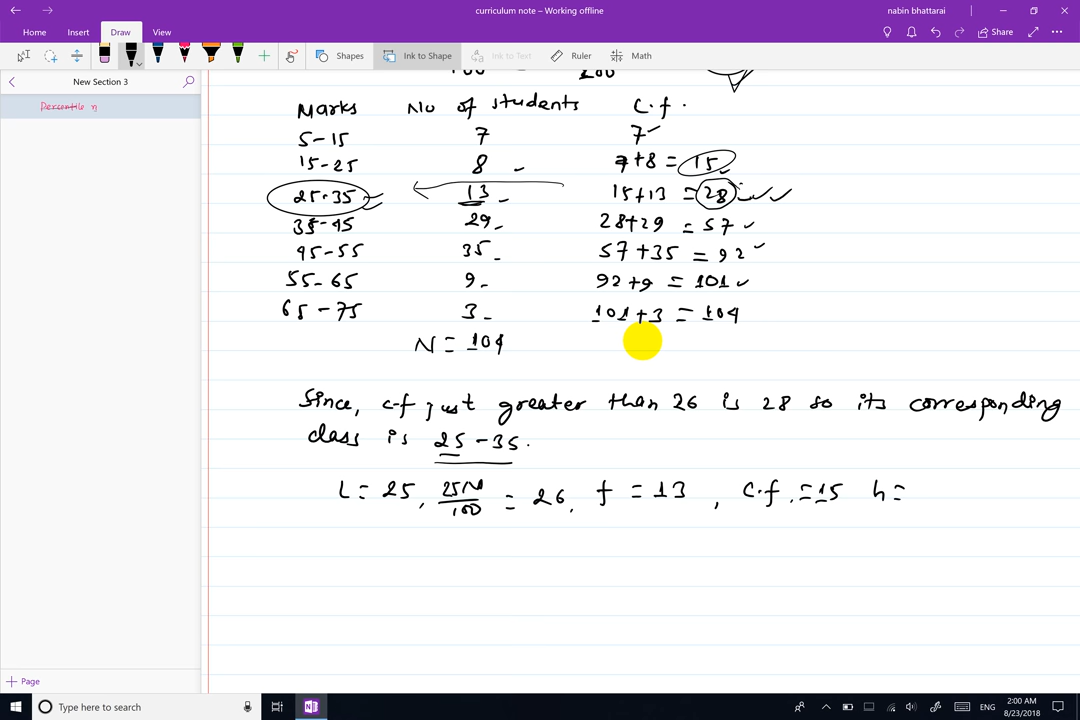 curriculum note – Working offline
nabin bhattarai
Home Insert Draw View
Share
Shapes Ink to Shape Ink to Text Ruler Math
New Section 3
Percentile
100 = 100
Marks No of students C.f.
5-15 7 7
15-25 8 7+8 = 15
25-35 13 15+13 = 28
35-45 29 28+29 = 57
45-55 35 57+35 = 92
55-65 9 92+9 = 101
65-75 3 101+3 = 104
N = 104
Since, c.f just greater than 26 is 28 so its corresponding
class is 25-35.
L = 25, 25N/100 = 26, f = 13, C.f. = 15 h=
Page
Type here to search
ENG
2:00 AM
8/23/2018